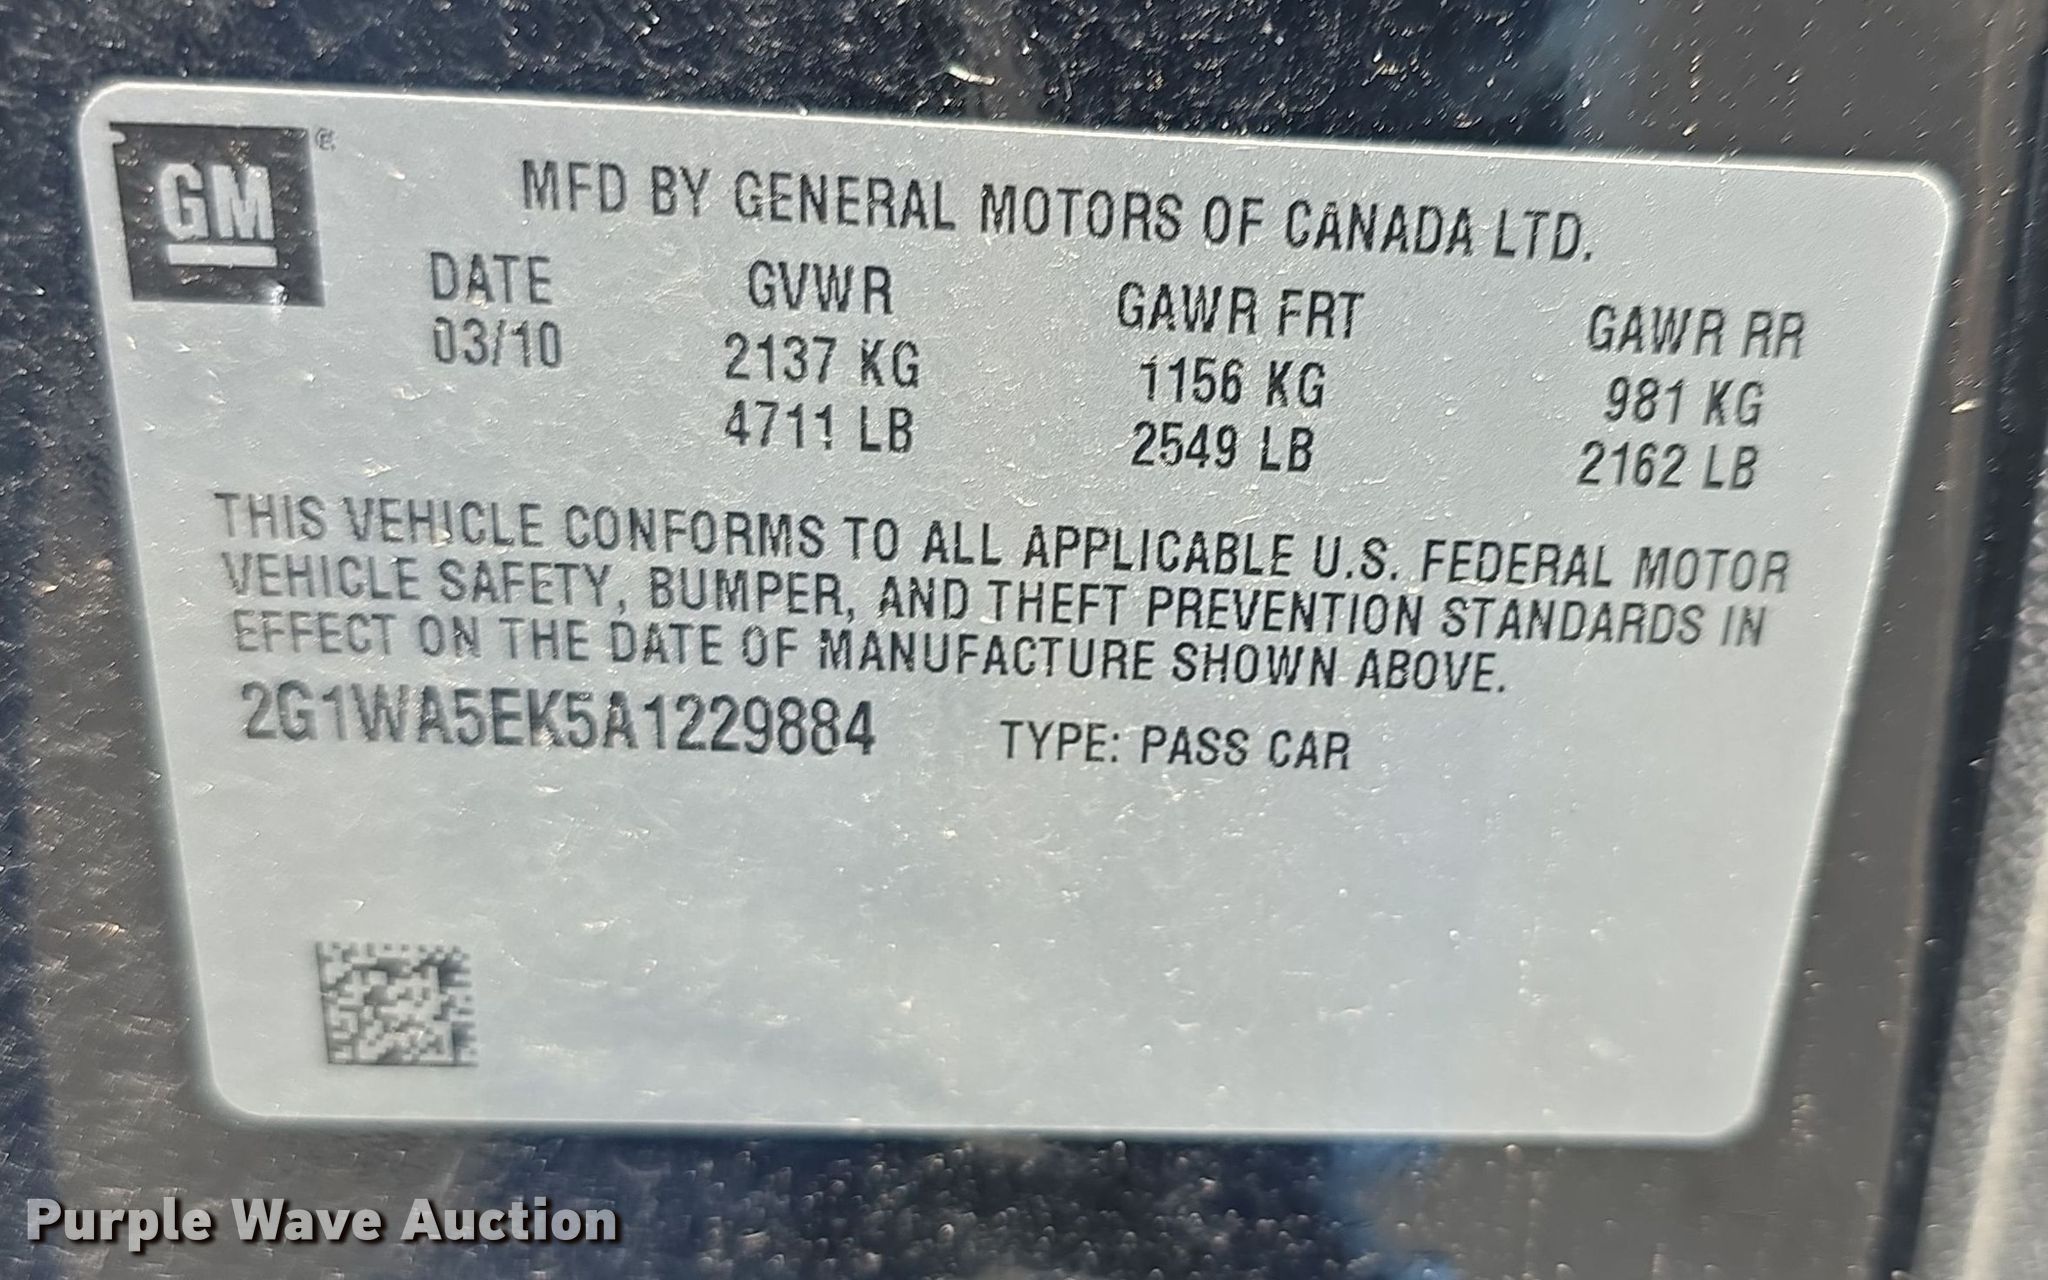 GM®
MFD BY GENERAL MOTORS OF CANADA LTD.
DATE GVWR GAWR FRT GAWR RR
03/10 2137 KG 1156 KG 981 KG
4711 LB 2549 LB 2162 LB
THIS VEHICLE CONFORMS TO ALL APPLICABLE U.S. FEDERAL MOTOR
VEHICLE SAFETY, BUMPER, AND THEFT PREVENTION STANDARDS IN
EFFECT ON THE DATE OF MANUFACTURE SHOWN ABOVE.
2G1WA5EK5A1229884 TYPE: PASS CAR
Purple Wave Auction